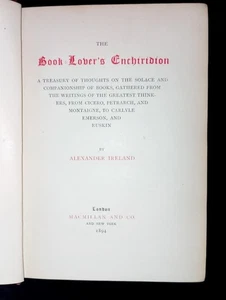 THE
Book-Lover's Enchiridion
A TREASURY OF THOUGHTS ON THE SOLACE AND
COMPANIONSHIP OF BOOKS, GATHERED FROM
THE WRITINGS OF THE GREATEST THINK-
ERS, FROM CICERO, PETRARCH, AND
MONTAIGNE, TO CARLYLE
EMERSON, AND
RUSKIN
BY
ALEXANDER IRELAND
London
MACMILLAN AND CO
AND NEW YORK
1894